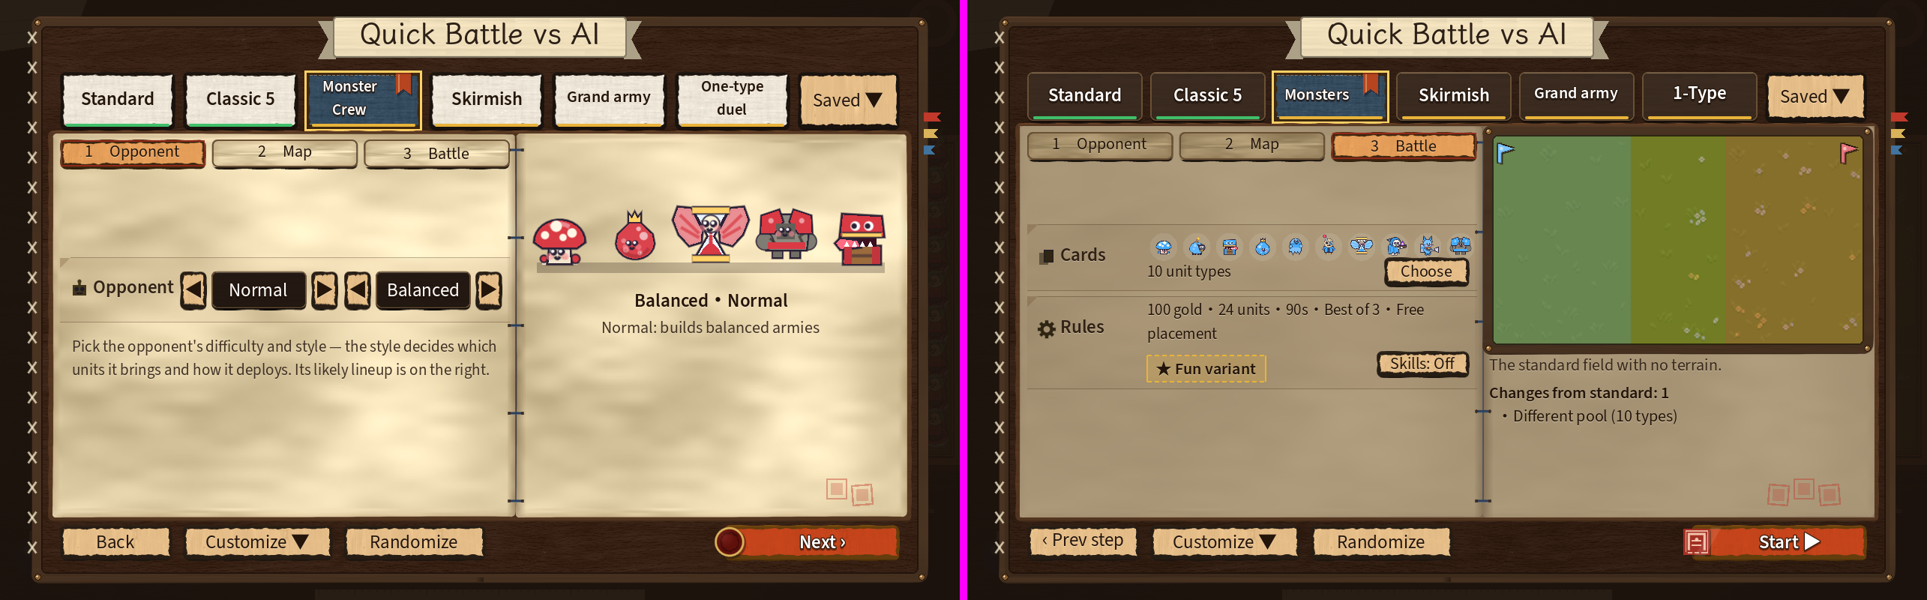 Quick Battle vs AI
Standard
Classic 5
Monster
Crew
Skirmish
Grand army
One-type
duel
Saved ▼
1 Opponent
2 Map
3 Battle
Opponent
◀ Normal ▶
◀ Balanced ▶
Pick the opponent's difficulty and style — the style decides which
units it brings and how it deploys. Its likely lineup is on the right.
Balanced • Normal
Normal: builds balanced armies
Back
Customize ▼
Randomize
Next ›
Quick Battle vs AI
Standard
Classic 5
Monsters
Skirmish
Grand army
1-Type
Saved ▼
1 Opponent
2 Map
3 Battle
Cards
10 unit types
Choose
Rules
100 gold • 24 units • 90s • Best of 3 • Free
placement
★ Fun variant
Skills: Off
The standard field with no terrain.
Changes from standard: 1
• Different pool (10 types)
‹ Prev step
Customize ▼
Randomize
Start ▶